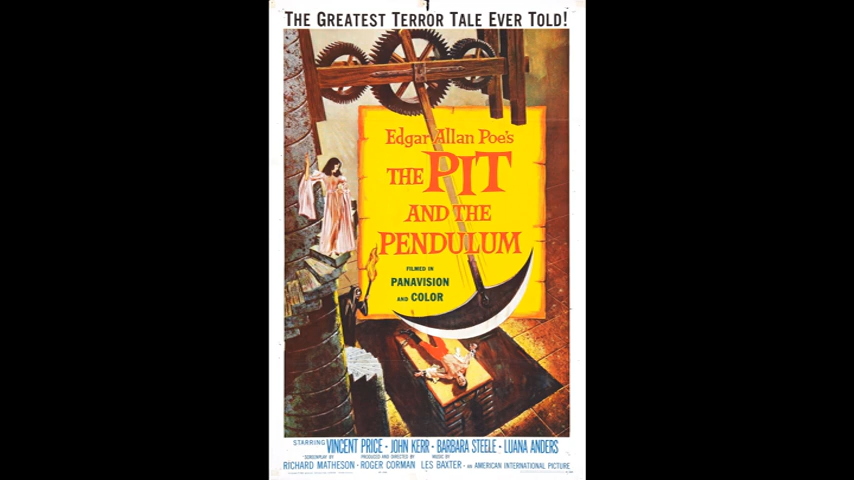 THE GREATEST TERROR TALE EVER TOLD!
Edgar Allan Poe's
THE PIT
AND THE
PENDULUM
FILMED IN
PANAVISION
AND COLOR
STARRING VINCENT PRICE · JOHN KERR · BARBARA STEELE · LUANA ANDERS
SCREENPLAY BY PRODUCED AND DIRECTED BY MUSIC BY
RICHARD MATHESON · ROGER CORMAN · LES BAXTER · AN AMERICAN INTERNATIONAL PICTURE